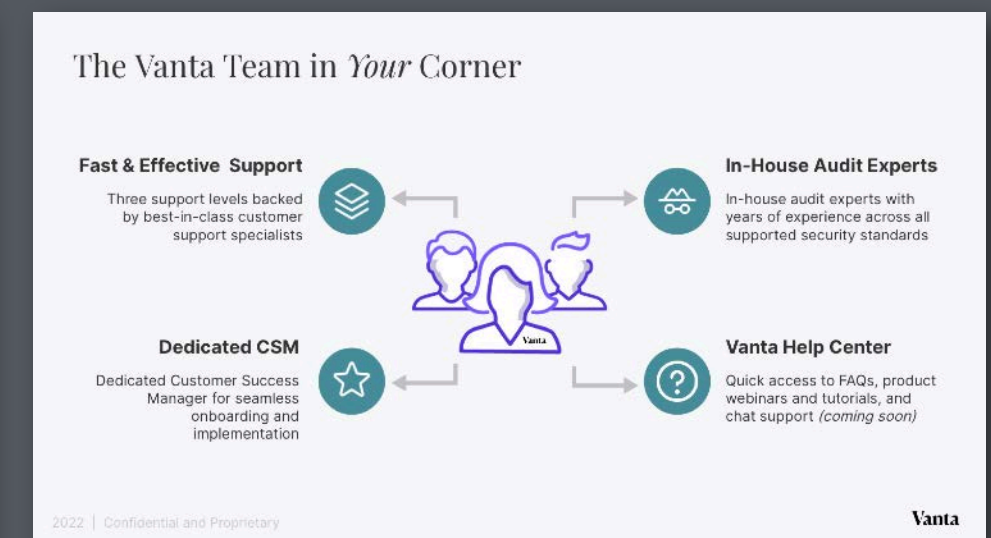 The Vanta Team in Your Corner
Fast & Effective Support
Three support levels backed
by best-in-class customer
support specialists
In-House Audit Experts
In-house audit experts with
years of experience across all
supported security standards
Vanta
Dedicated CSM
Dedicated Customer Success
Manager for seamless
onboarding and
implementation
Vanta Help Center
Quick access to FAQs, product
webinars and tutorials, and
chat support (coming soon)
2022 | Confidential and Proprietary
Vanta